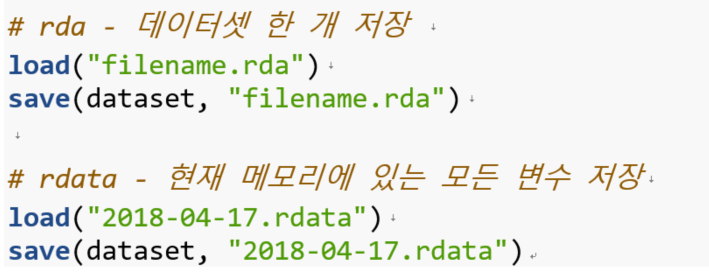 # rda - 데이터셋 한 개 저장
load("filename.rda")
save(dataset, "filename.rda")
# rdata - 현재 메모리에 있는 모든 변수 저장
load("2018-04-17.rdata")
save(dataset, "2018-04-17.rdata")